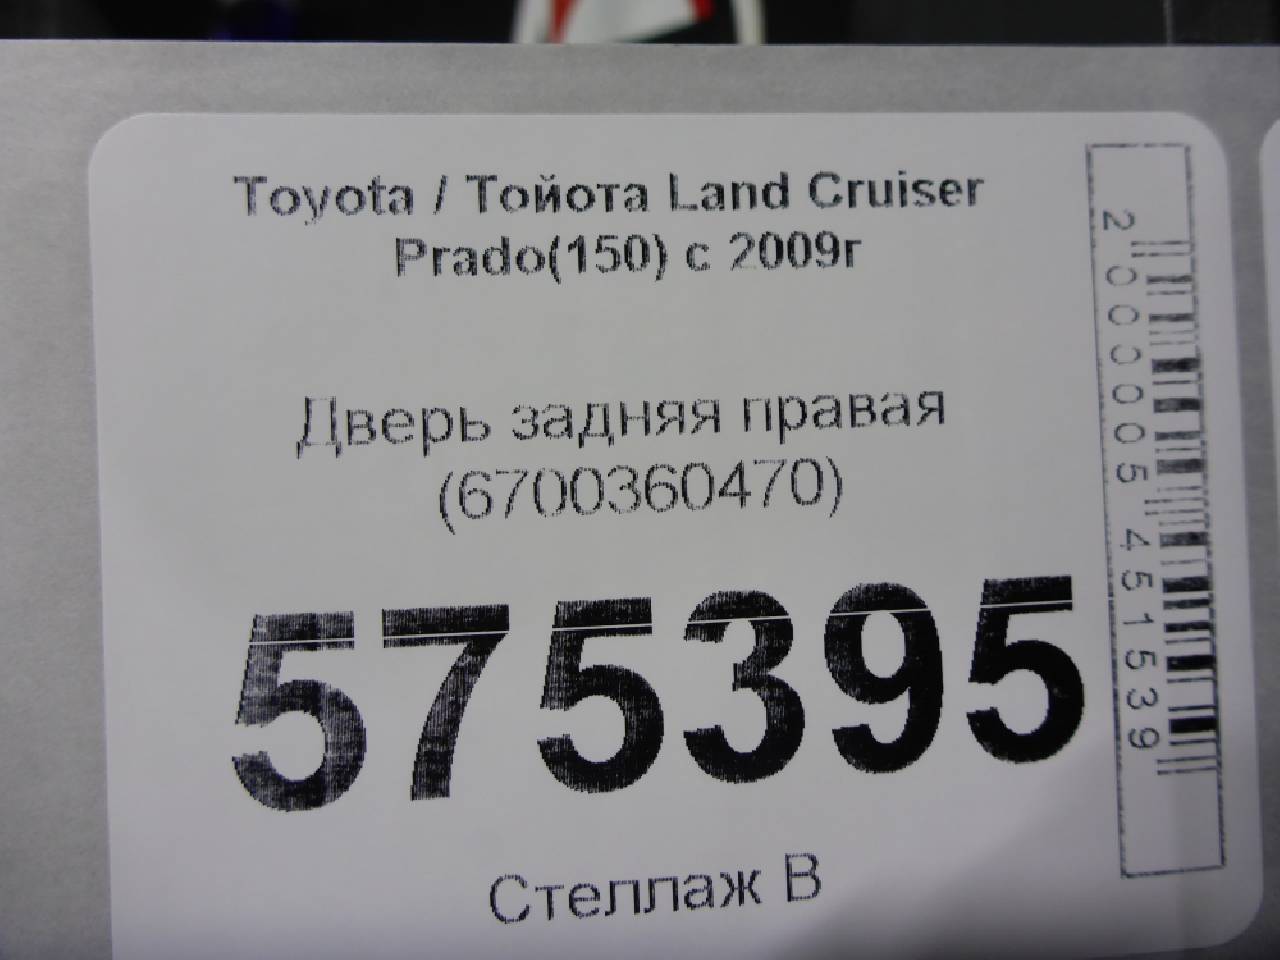 Toyota / Тойота Land Cruiser
Prado(150) с 2009г
Дверь задняя правая
(6700360470)
575395
Стеллаж В
2000005451539